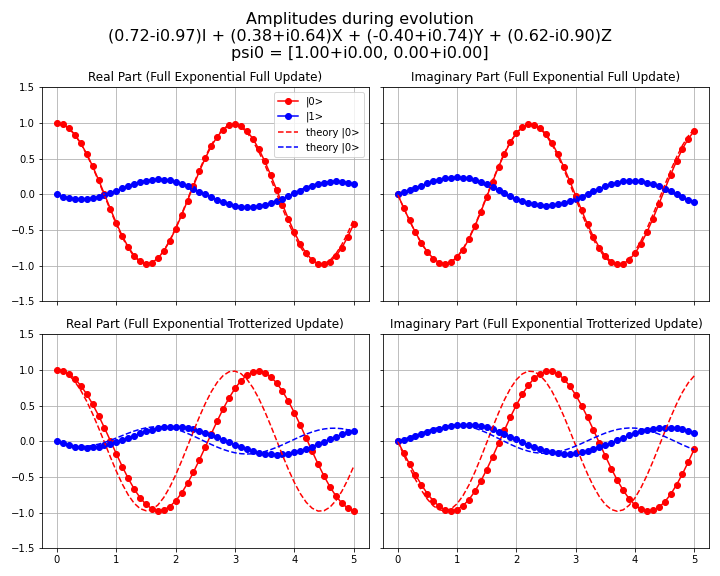 Amplitudes during evolution
(0.72-i0.97)I + (0.38+i0.64)X + (-0.40+i0.74)Y + (0.62-i0.90)Z
psi0 = [1.00+i0.00, 0.00+i0.00]
Real Part (Full Exponential Full Update)
Imaginary Part (Full Exponential Full Update)
1.5
1.0
0.5
0.0
−0.5
−1.0
−1.5
|0>
|1>
theory |0>
theory |0>
Real Part (Full Exponential Trotterized Update)
Imaginary Part (Full Exponential Trotterized Update)
1.5
1.0
0.5
0.0
−0.5
−1.0
−1.5
0 1 2 3 4 5
0 1 2 3 4 5